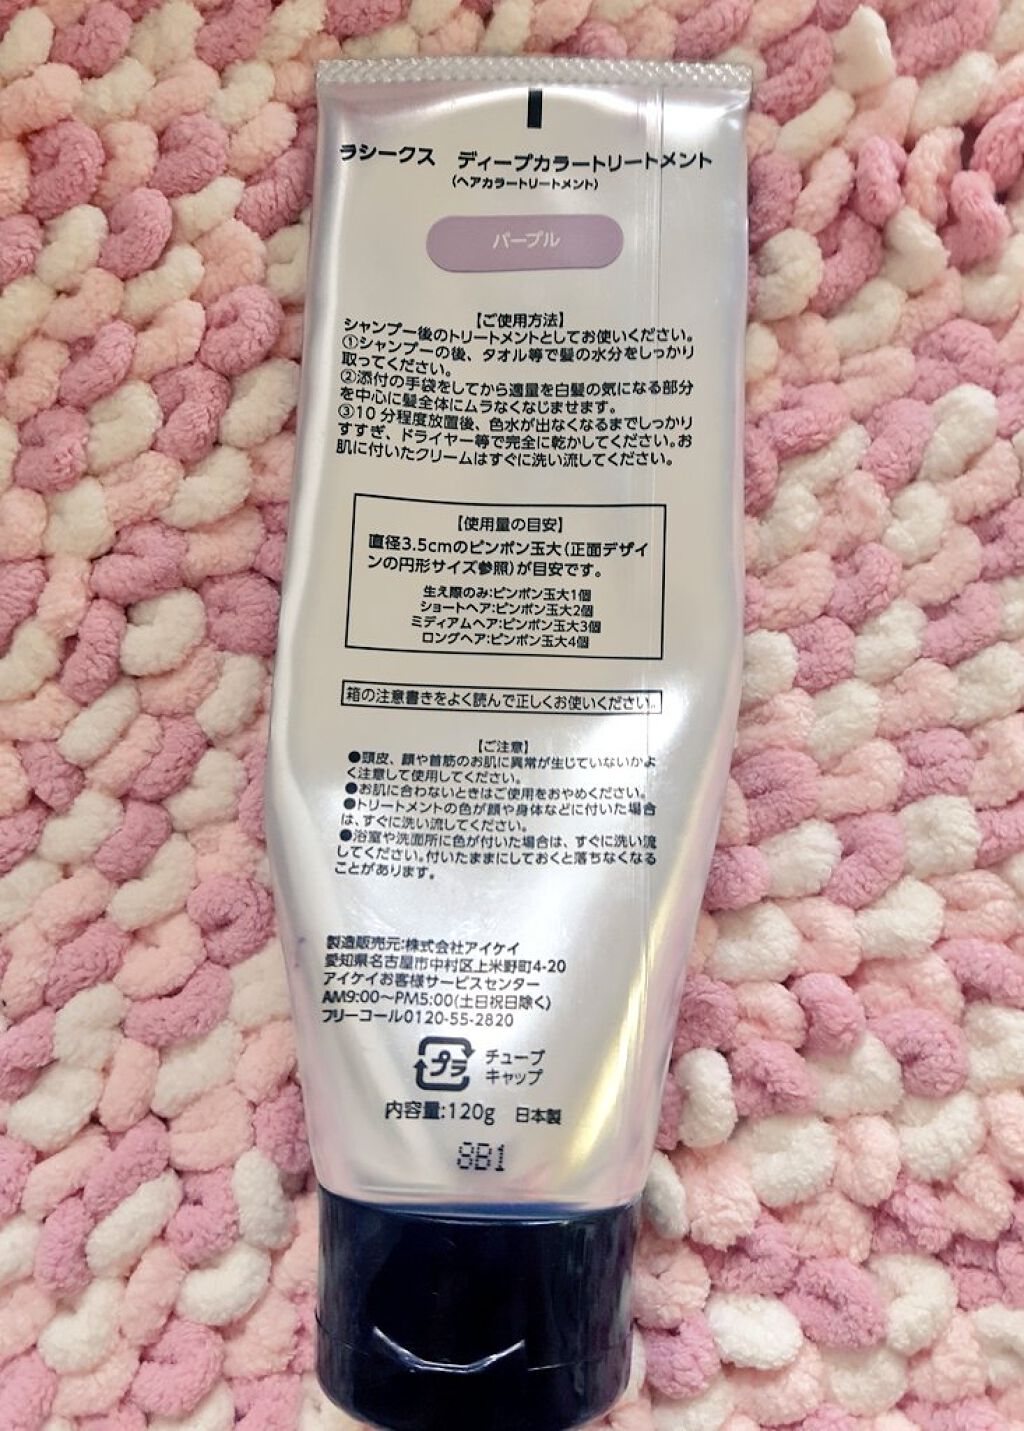 ラシークス ディープカラートリートメント
(ヘアカラートリートメント)
パープル
【ご使用方法】
シャンプー後のトリートメントとしてお使いください。
①シャンプーの後、タオル等で髪の水分をしっかり
取ってください。
②添付の手袋をしてから適量を白髪の気になる部分
を中心に髪全体にムラなくなじませます。
③10分程度放置後、色水が出なくなるまでしっかり
すすぎ、ドライヤー等で完全に乾かしてください。お
肌に付いたクリームはすぐに洗い流してください。
【使用量の目安】
直径3.5cmのピンポン玉大(正面デザイ
ンの円形サイズ参照)が目安です。
生え際のみ:ピンポン玉大1個
ショートヘア:ピンポン玉大2個
ミディアムヘア:ピンポン玉大3個
ロングヘア:ピンポン玉大4個
箱の注意書きをよく読んで正しくお使いください。
【ご注意】
●頭皮、顔や首筋のお肌に異常が生じていないかよ
く注意して使用してください。
●お肌に合わないときはご使用をおやめください。
●トリートメントの色が顔や身体などに付いた場合
は、すぐに洗い流してください。
●浴室や洗面所に色が付いた場合は、すぐに洗い流
してください。付いたままにしておくと落ちなくなる
ことがあります。
製造販売元:株式会社アイケイ
愛知県名古屋市中村区上米野町4-20
アイケイお客様サービスセンター
AM9:00〜PM5:00(土日祝日除く)
フリーコール0120-55-2820
プラ チューブ
キャップ
内容量:120g 日本製
8B1